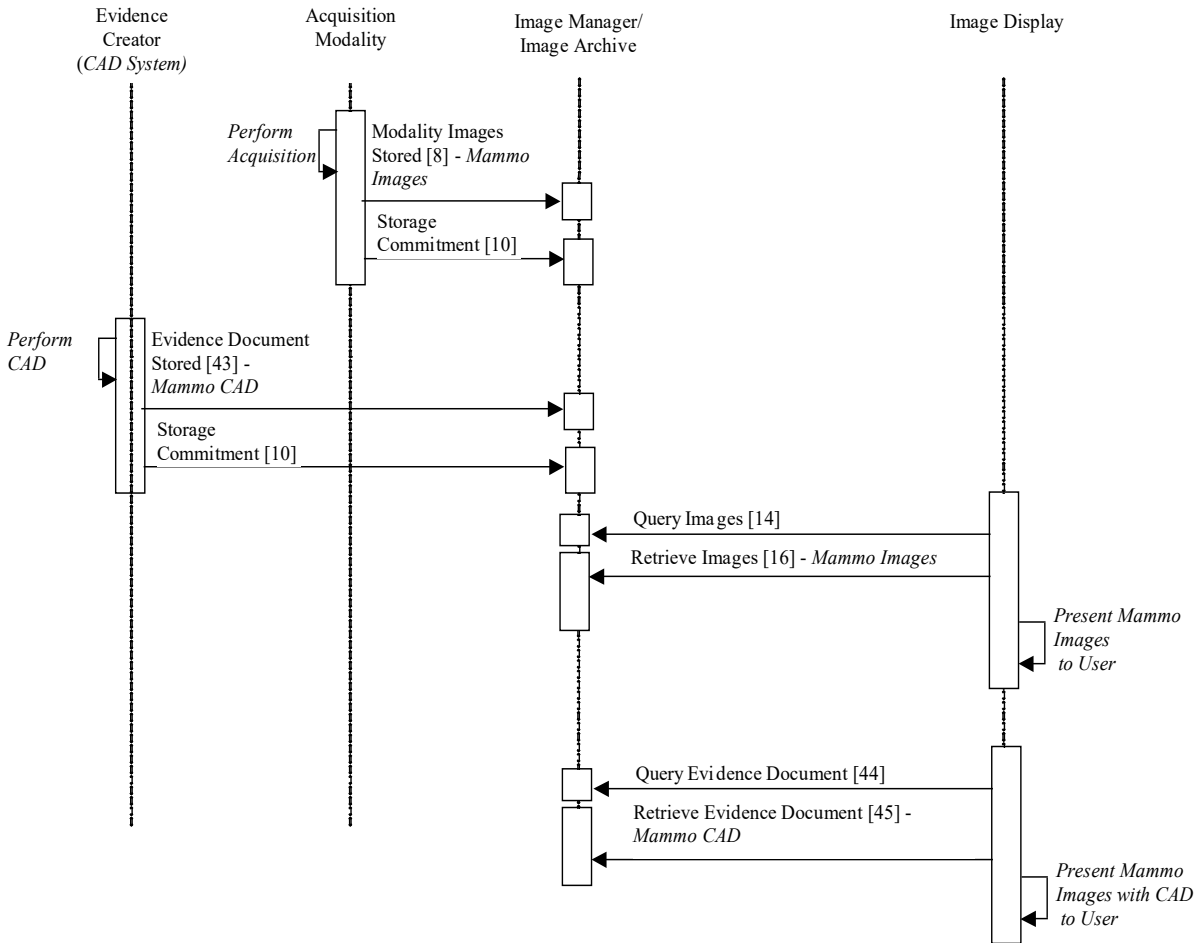 Evidence
Creator
(CAD System)
Acquisition
Modality
Image Manager/
Image Archive
Image Display
Perform
Acquisition
Modality Images
Stored [8] - Mammo
Images
Storage
Commitment [10]
Perform
CAD
Evidence Document
Stored [43] -
Mammo CAD
Storage
Commitment [10]
Query Images [14]
Retrieve Images [16] - Mammo Images
Present Mammo
Images
to User
Query Evidence Document [44]
Retrieve Evidence Document [45] -
Mammo CAD
Present Mammo
Images with CAD
to User